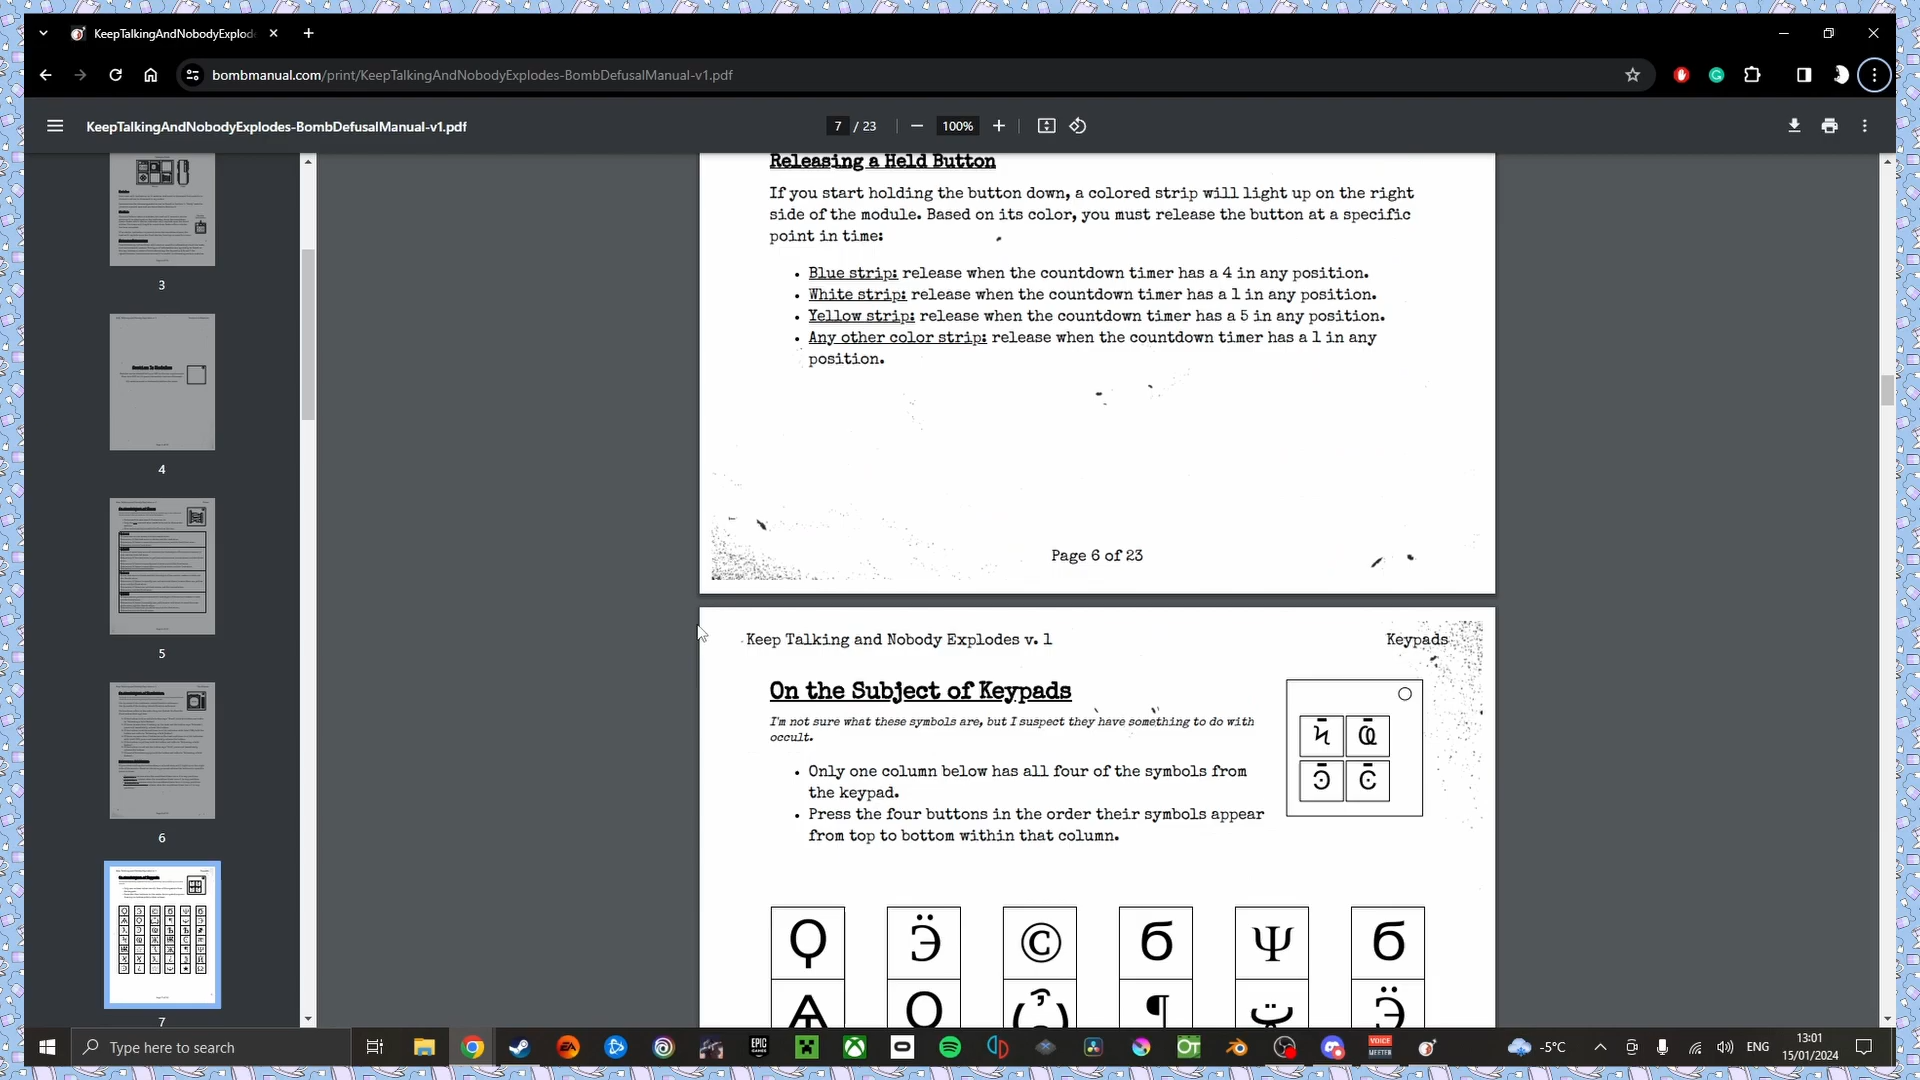 KeepTalkingAndNobodyExplod
bombmanual.com/print/KeepTalkingAndNobodyExplodes-BombDefusalManual-v1.pdf
KeepTalkingAndNobodyExplodes-BombDefusalManual-v1.pdf
7 / 23
100%
3
4
5
6
7
Releasing a Held Button
If you start holding the button down, a colored strip will light up on the right
side of the module. Based on its color, you must release the button at a specific
point in time:
• Blue strip: release when the countdown timer has a 4 in any position.
• White strip: release when the countdown timer has a 1 in any position.
• Yellow strip: release when the countdown timer has a 5 in any position.
• Any other color strip: release when the countdown timer has a 1 in any
position.
Page 6 of 23
Keep Talking and Nobody Explodes v. 1
Keypads
On the Subject of Keypads
I'm not sure what these symbols are, but I suspect they have something to do with
occult.
• Only one column below has all four of the symbols from
the keypad.
• Press the four buttons in the order their symbols appear
from top to bottom within that column.
Ϙ Ӭ © б Ψ б
Ѧ Ϙ ¶ ت Ӭ
Type here to search
EA
EPIC
GAMES
OT
VOICE
MEETER
-5°C
ENG
13:01
15/01/2024